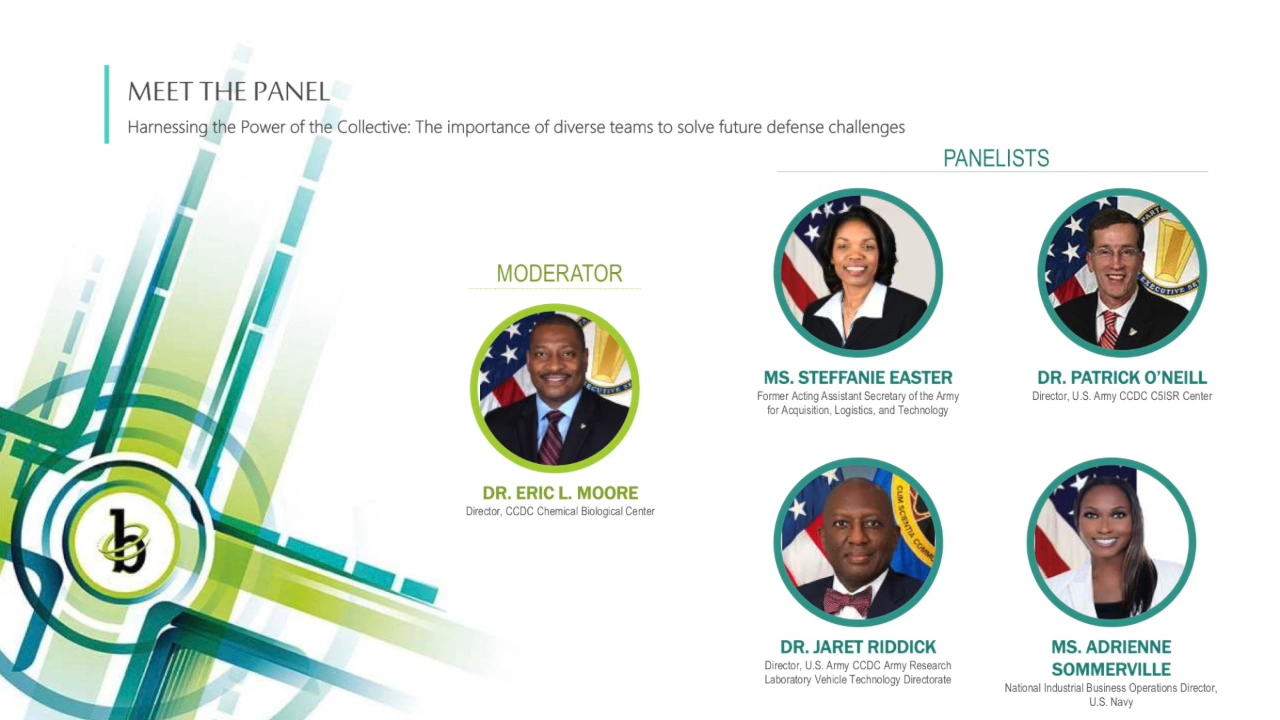 MEET THE PANEL
Harnessing the Power of the Collective: The importance of diverse teams to solve future defense challenges
PANELISTS
MODERATOR
MS. STEFFANIE EASTER
Former Acting Assistant Secretary of the Army
for Acquisition, Logistics, and Technology
DR. PATRICK O'NEILL
Director, U.S. Army CCDC C5ISR Center
DR. ERIC L. MOORE
Director, CCDC Chemical Biological Center
DR. JARET RIDDICK
Director, U.S. Army CCDC Army Research
Laboratory Vehicle Technology Directorate
MS. ADRIENNE
SOMMERVILLE
National Industrial Business Operations Director,
U.S. Navy
b
CUM SCIENTIA